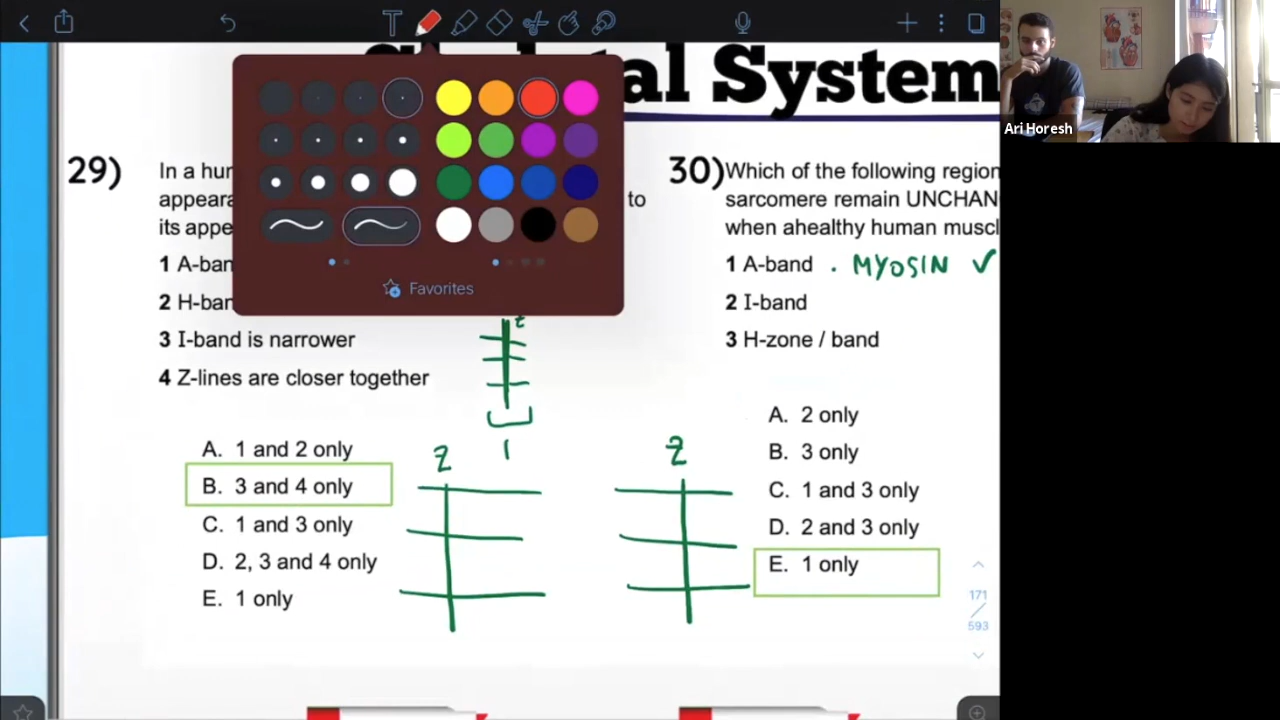 al System
29)
In a hur
appeara
to
its appe
1 A-ban
2 H-bar
3 I-band is narrower
4 Z-lines are closer together
A. 1 and 2 only
B. 3 and 4 only
C. 1 and 3 only
D. 2, 3 and 4 only
E. 1 only
Favorites
z
1
Z
Z
30)
Which of the following region
sarcomere remain UNCHAN
when ahealthy human muscl
1 A-band . MYOSIN ✓
2 I-band
3 H-zone / band
A. 2 only
B. 3 only
C. 1 and 3 only
D. 2 and 3 only
E. 1 only
171
593
Ari Horesh